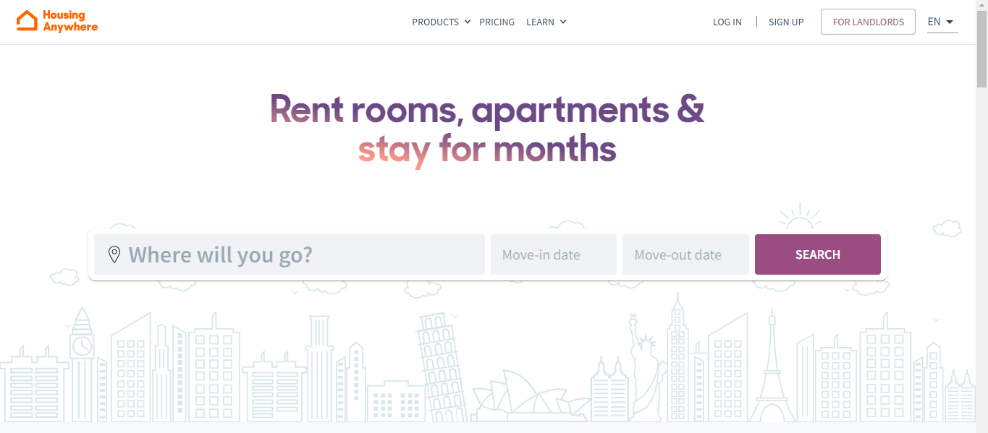 Housing
Anywhere
PRODUCTS PRICING LEARN LOG IN SIGN UP FOR LANDLORDS EN
Rent rooms, apartments &
stay for months
Where will you go? Move-in date Move-out date SEARCH